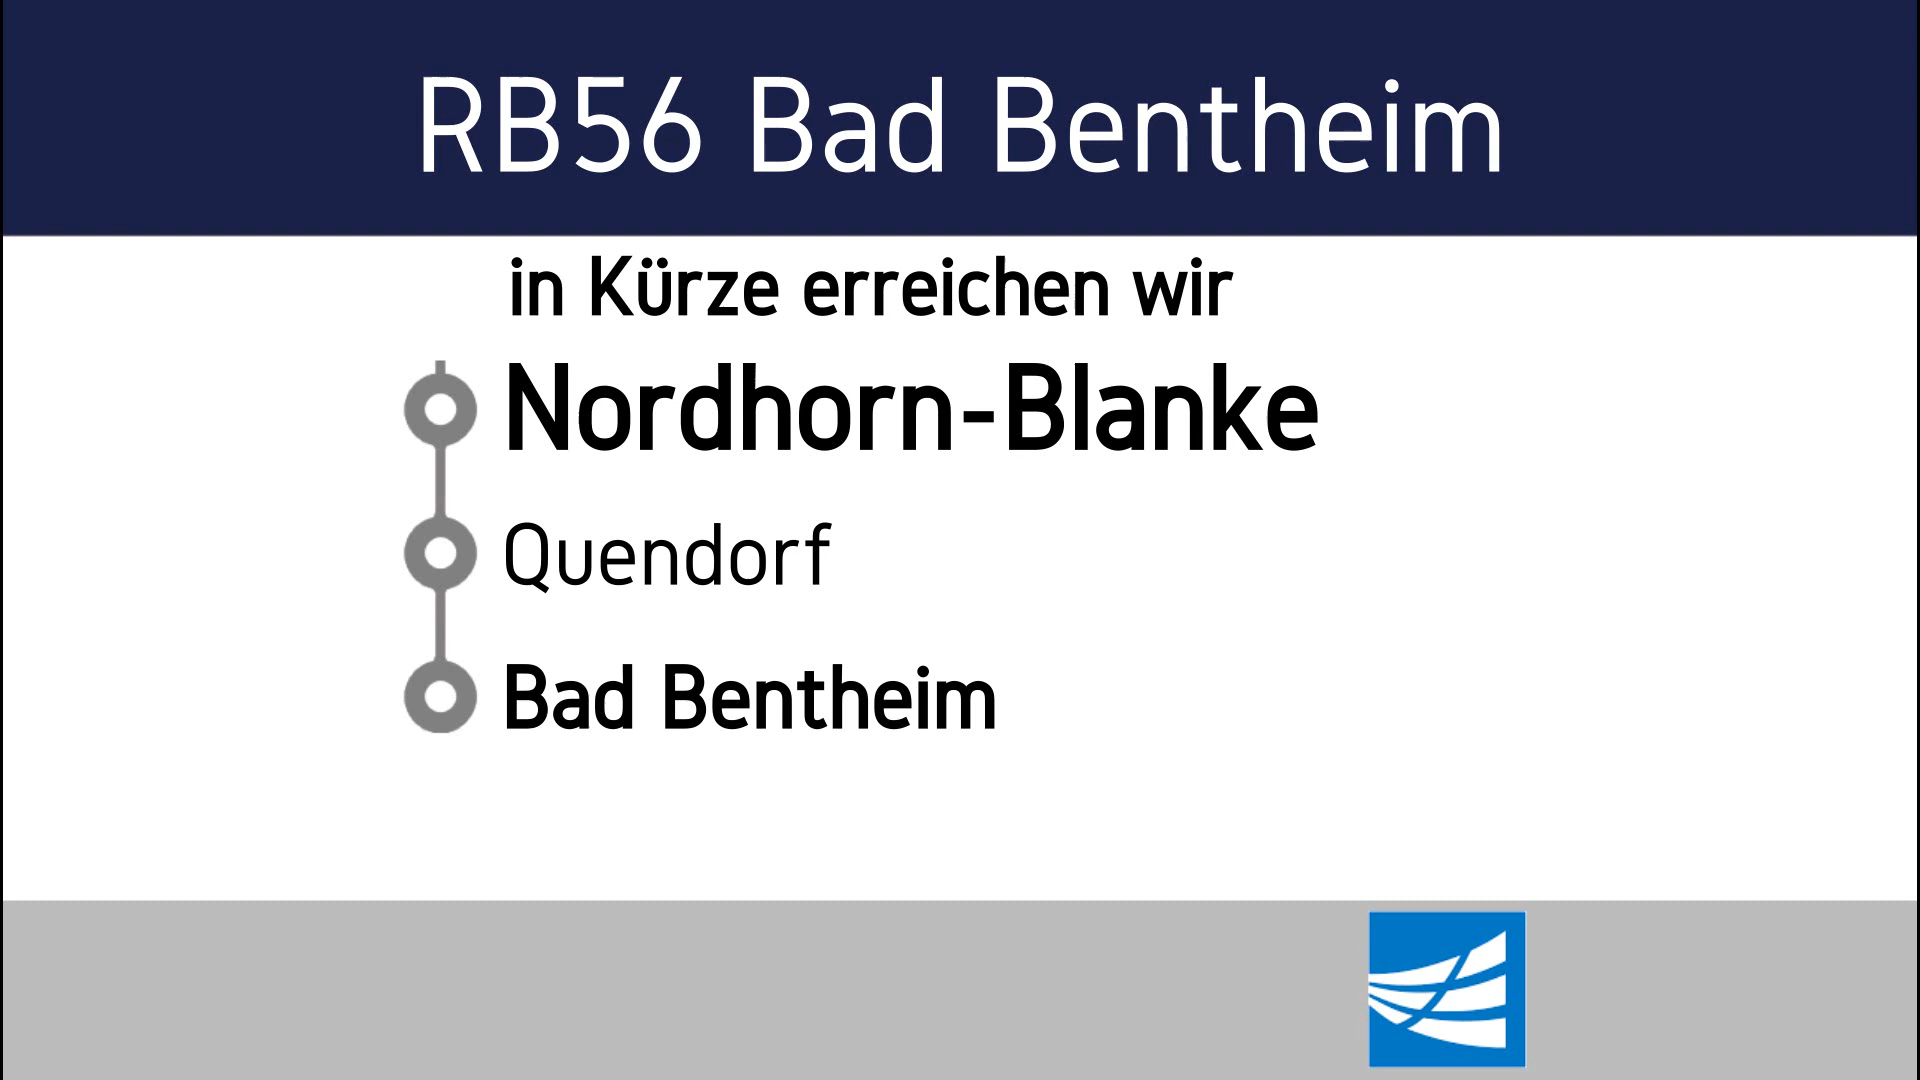 RB56 Bad Bentheim
in Kürze erreichen wir
Nordhorn-Blanke
Quendorf
Bad Bentheim